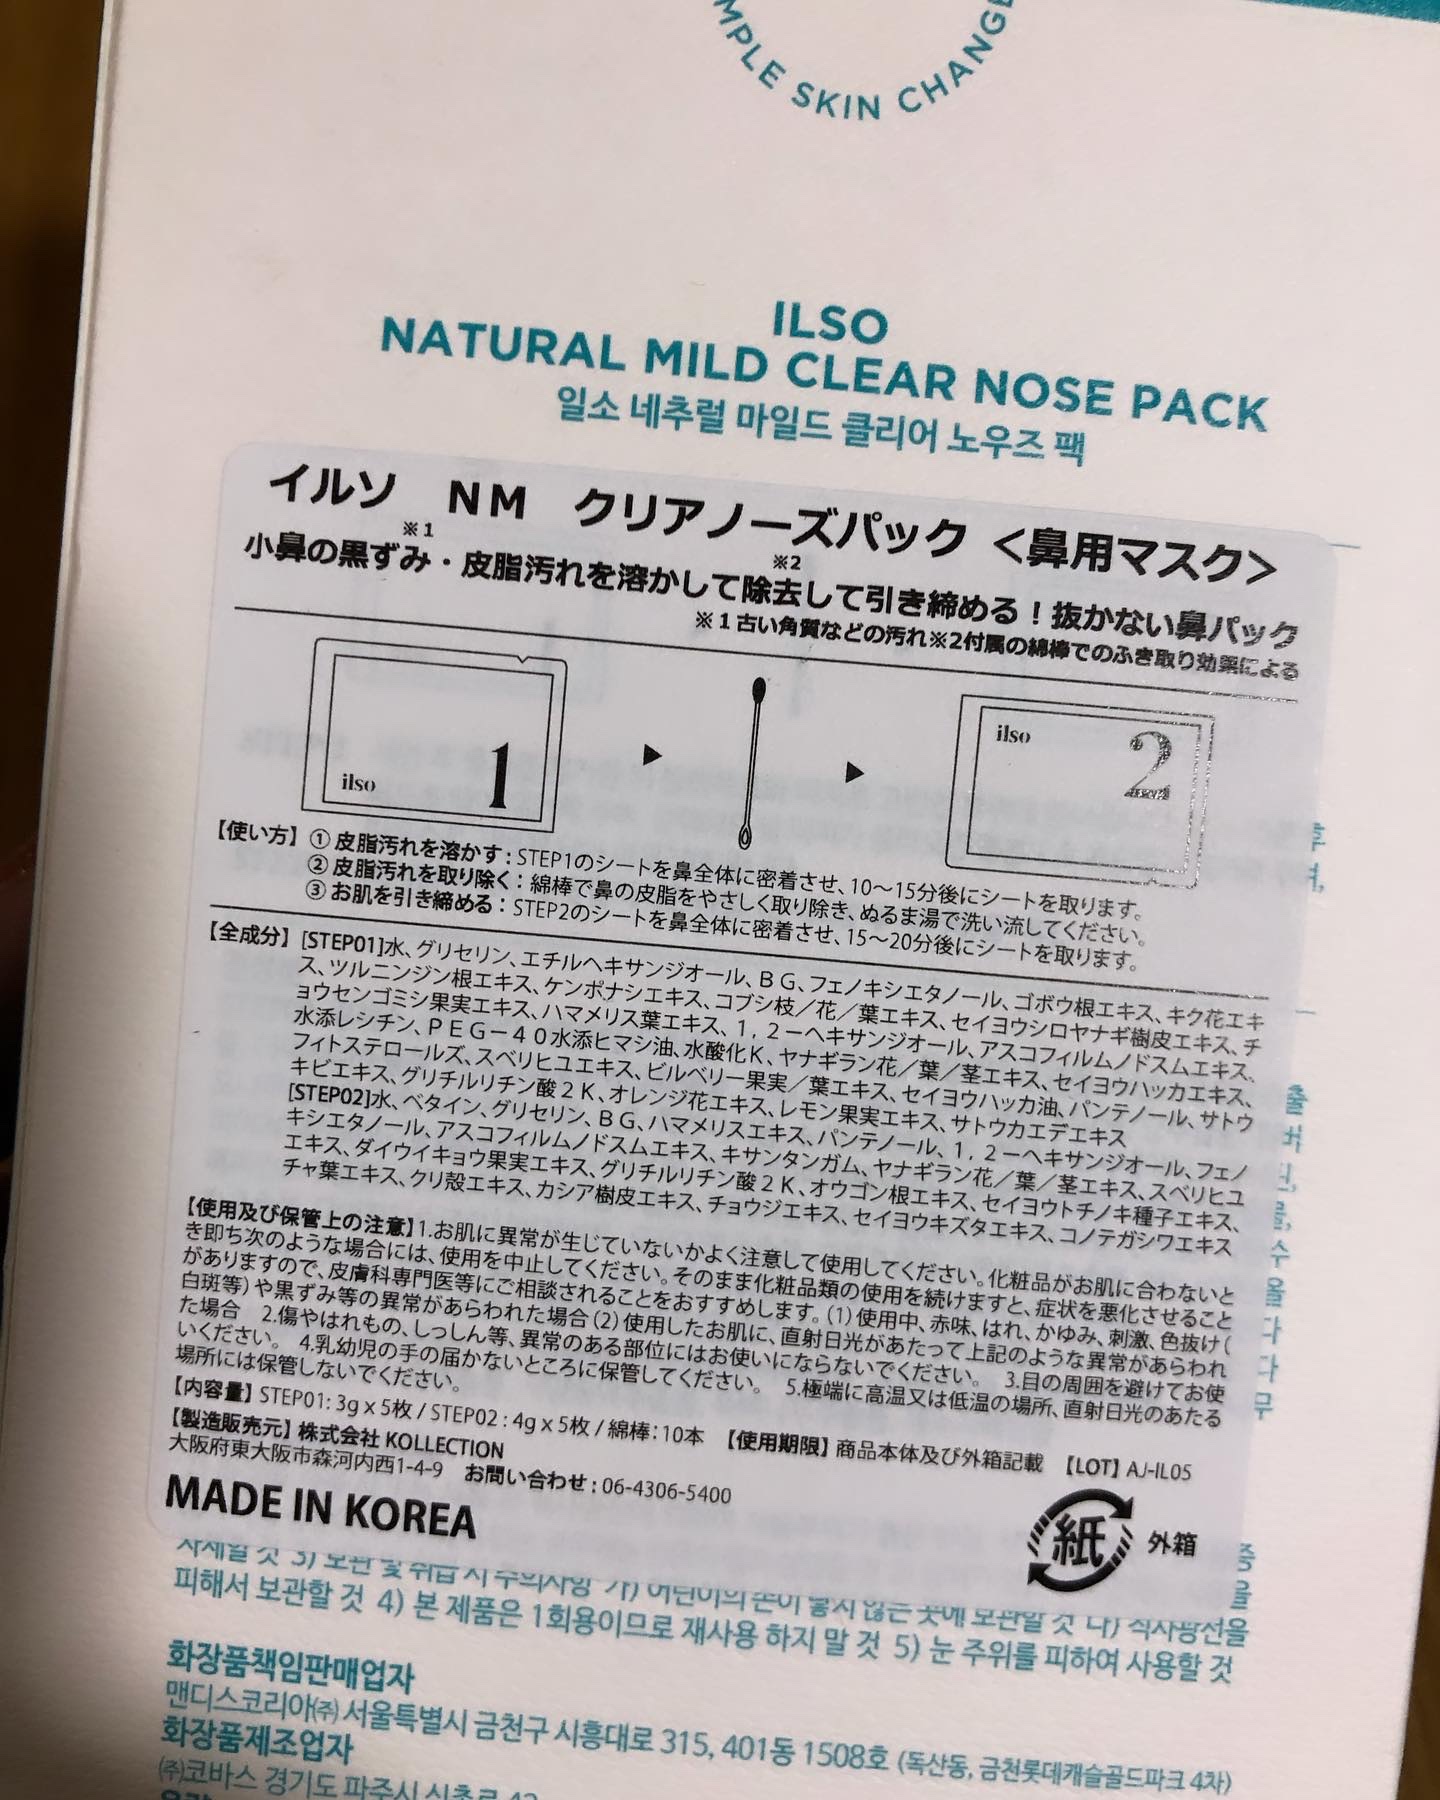 MPLE SKIN CHANGE
ILSO
NATURAL MILD CLEAR NOSE PACK
일소 네추럴 마일드 클리어 노우즈 팩
イルソ NM クリアノーズパック <鼻用マスク>
※1 ※2
小鼻の黒ずみ・皮脂汚れを溶かして除去して引き締める!抜かない鼻パック
※1古い角質などの汚れ※2付属の綿棒でのふき取り効果による
ilso 1
ilso 2
【使い方】①皮脂汚れを溶かす:STEP1のシートを鼻全体に密着させ、10〜15分後にシートを取ります。
②皮脂汚れを取り除く:綿棒で鼻の皮脂をやさしく取り除き、ぬるま湯で洗い流してください。
③お肌を引き締める:STEP2のシートを鼻全体に密着させ、15〜20分後にシートを取ります。
【全成分】[STEP01]水、グリセリン、エチルヘキサンジオール、BG、フェノキシエタノール、ゴボウ根エキス、キク花エキ
ス、ツルニンジン根エキス、ケンポナシエキス、コブシ枝/花/葉エキス、セイヨウシロヤナギ樹皮エキス、チ
ョウセンゴミシ果実エキス、ハマメリス葉エキス、1,2ーヘキサンジオール、アスコフィルムノドスムエキス、
水添レシチン、PEGー40水添ヒマシ油、水酸化K、ヤナギラン花/葉/茎エキス、セイヨウハッカエキス、
フィトステロールズ、スベリヒユエキス、ビルベリー果実/葉エキス、セイヨウハッカ油、パンテノール、サトウ
キビエキス、グリチルリチン酸2K、オレンジ花エキス、レモン果実エキス、サトウカエデエキス
[STEP02]水、ベタイン、グリセリン、BG、ハマメリスエキス、パンテノール、1,2ーヘキサンジオール、フェノ
キシエタノール、アスコフィルムノドスムエキス、キサンタンガム、ヤナギラン花/葉/茎エキス、スベリヒユ
エキス、ダイウイキョウ果実エキス、グリチルリチン酸2K、オウゴン根エキス、セイヨウトチノキ種子エキス、
チャ葉エキス、クリ殻エキス、カシア樹皮エキス、チョウジエキス、セイヨウキズタエキス、コノテガシワエキス
【使用及び保管上の注意】1.お肌に異常が生じていないかよく注意して使用してください。化粧品がお肌に合わないと
き即ち次のような場合には、使用を中止してください。そのまま化粧品類の使用を続けますと、症状を悪化させること
がありますので、皮膚科専門医等にご相談されることをおすすめします。(1)使用中、赤味、はれ、かゆみ、刺激、色抜け(
白斑等)や黒ずみ等の異常があらわれた場合(2)使用したお肌に、直射日光があたって上記のような異常があらわれ
た場合 2.傷やはれもの、しっしん等、異常のある部位にはお使いにならないでください。 3.目の周囲を避けてお使
いください。 4.乳幼児の手の届かないところに保管してください。 5.極端に高温又は低温の場所、直射日光のあたる
場所には保管しないでください。
【内容量】STEP01:3g x 5枚 / STEP02:4g x 5枚 / 綿棒:10本 【使用期限】商品本体及び外箱記載 【LOT】AJ-IL05
【製造販売元】株式会社 KOLLECTION
大阪府東大阪市森河内西1-4-9 お問い合わせ:06-4306-5400
MADE IN KOREA
紙 外箱
피해서 보관할 것 4) 본 제품은 1회용이므로 재사용 하지 말 것 5) 눈 주위를 피하여 사용할 것
화장품책임판매업자
맨디스코리아㈜ 서울특별시 금천구 시흥대로 315, 401동 1508호 (독산동, 금천롯데캐슬골드파크 4차)
화장품제조업자
㈜코바스 경기도 파주시